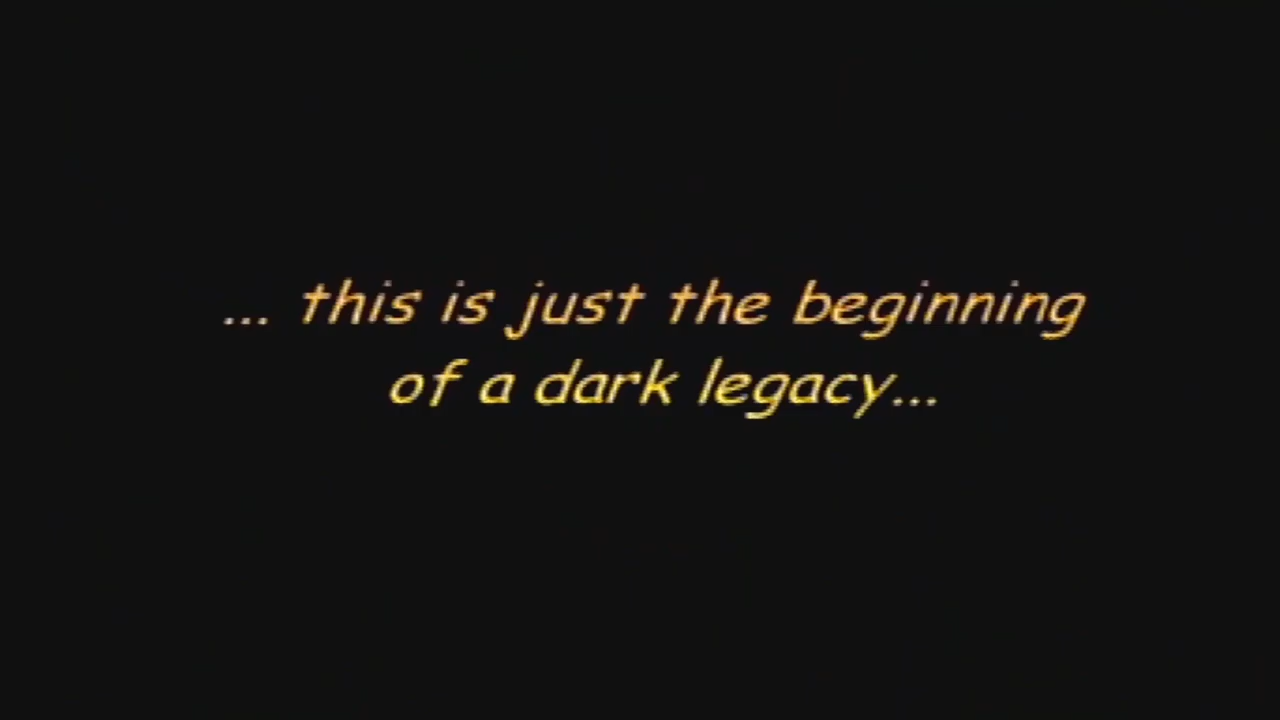 ... this is just the beginning
of a dark legacy...